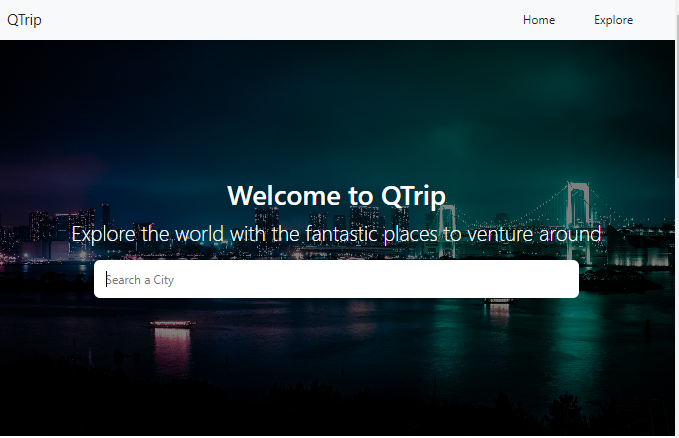 QTrip Home Explore
Welcome to QTrip
Explore the world with the fantastic places to venture around
Search a City